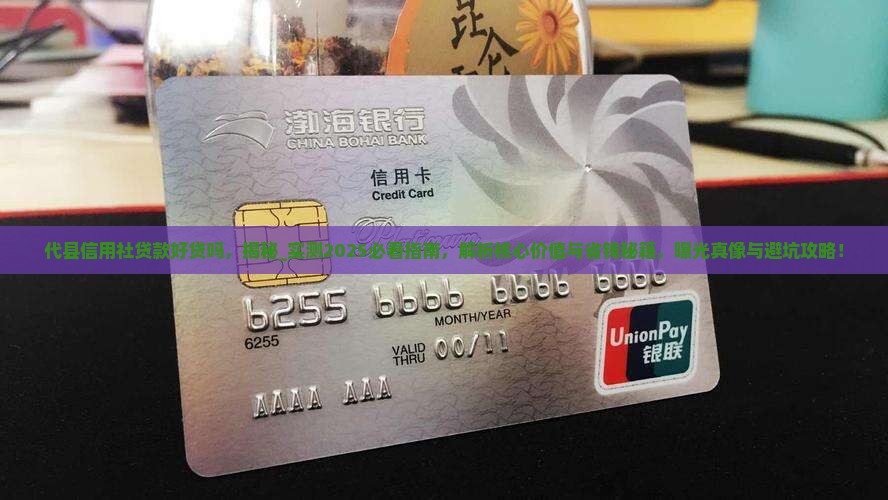 昆仑
渤海银行
CHINA BOHAI BANK
信用卡
Credit Card
Platinum
代县信用社贷款好贷吗，揭秘_实测2025必看指南，解析核心价值与省钱秘籍，曝光真像与避坑攻略！
6255 6666 6666 6666
6255
MONTH/YEAR
VALID THRU 00/11
AAAA AAA
UnionPay
银联